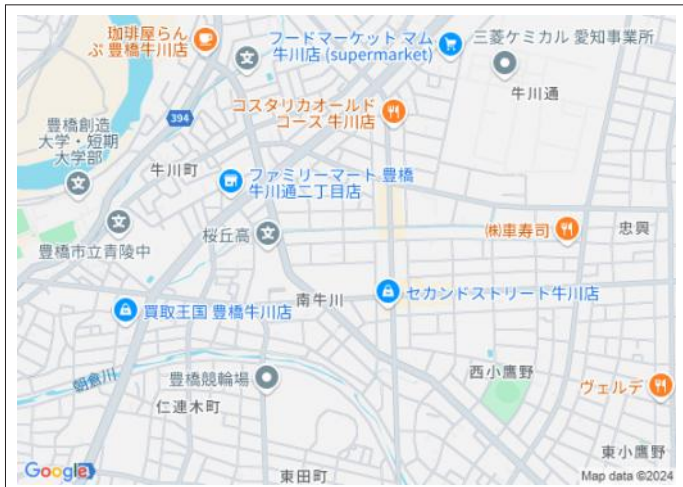 珈琲屋らん
ぶ 豊橋牛川店
フードマーケット マム
牛川店 (supermarket)
三菱ケミカル 愛知事業所
牛川通
コスタリカオールド
コース 牛川店
394
豊橋創造
大学・短期
大学部
牛川町
ファミリーマート 豊橋
牛川通二丁目店
豊橋市立青陵中
桜丘高
㈱車寿司
忠興
南牛川
セカンドストリート牛川店
買取王国 豊橋牛川店
朝倉川
豊橋競輪場
西小鷹野
ヴェルデ
仁連木町
東小鷹野
東田町
Google
Map data ©2024